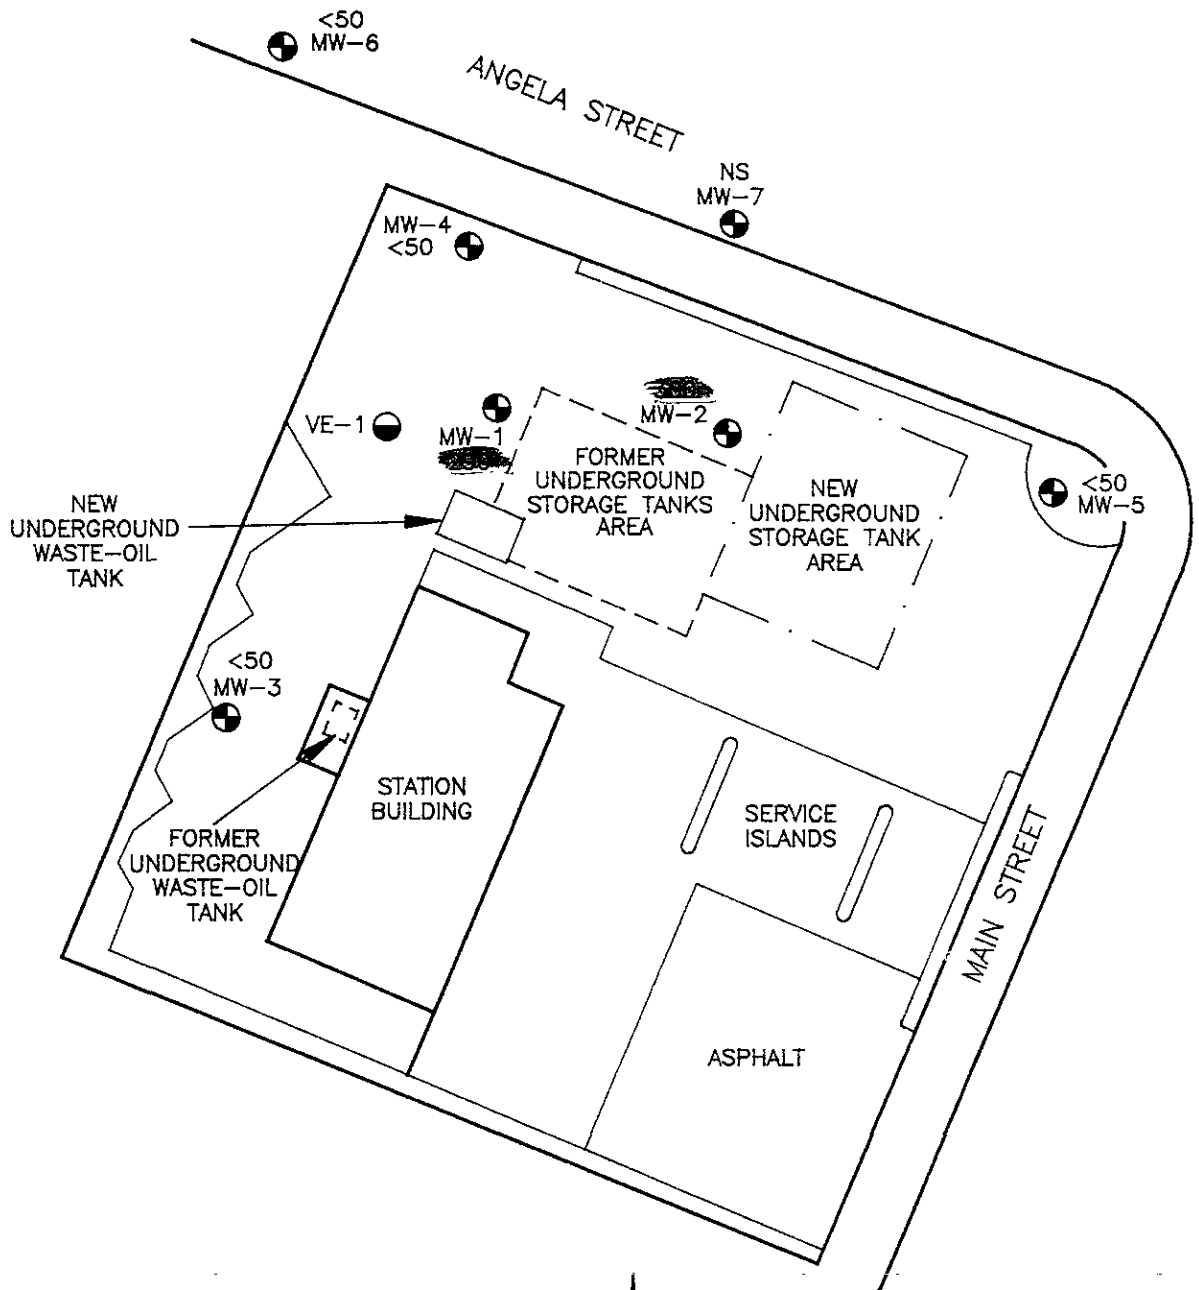 <50
MW-6
ANGELA STREET
NS
MW-7
MW-4
<50
VE-1
MW-1
MW-2
<50
MW-5
FORMER
UNDERGROUND
STORAGE TANKS
AREA
NEW
UNDERGROUND
STORAGE TANK
AREA
NEW
UNDERGROUND
WASTE-OIL
TANK
<50
MW-3
STATION
BUILDING
SERVICE
ISLANDS
FORMER
UNDERGROUND
WASTE-OIL
TANK
MAIN STREET
ASPHALT